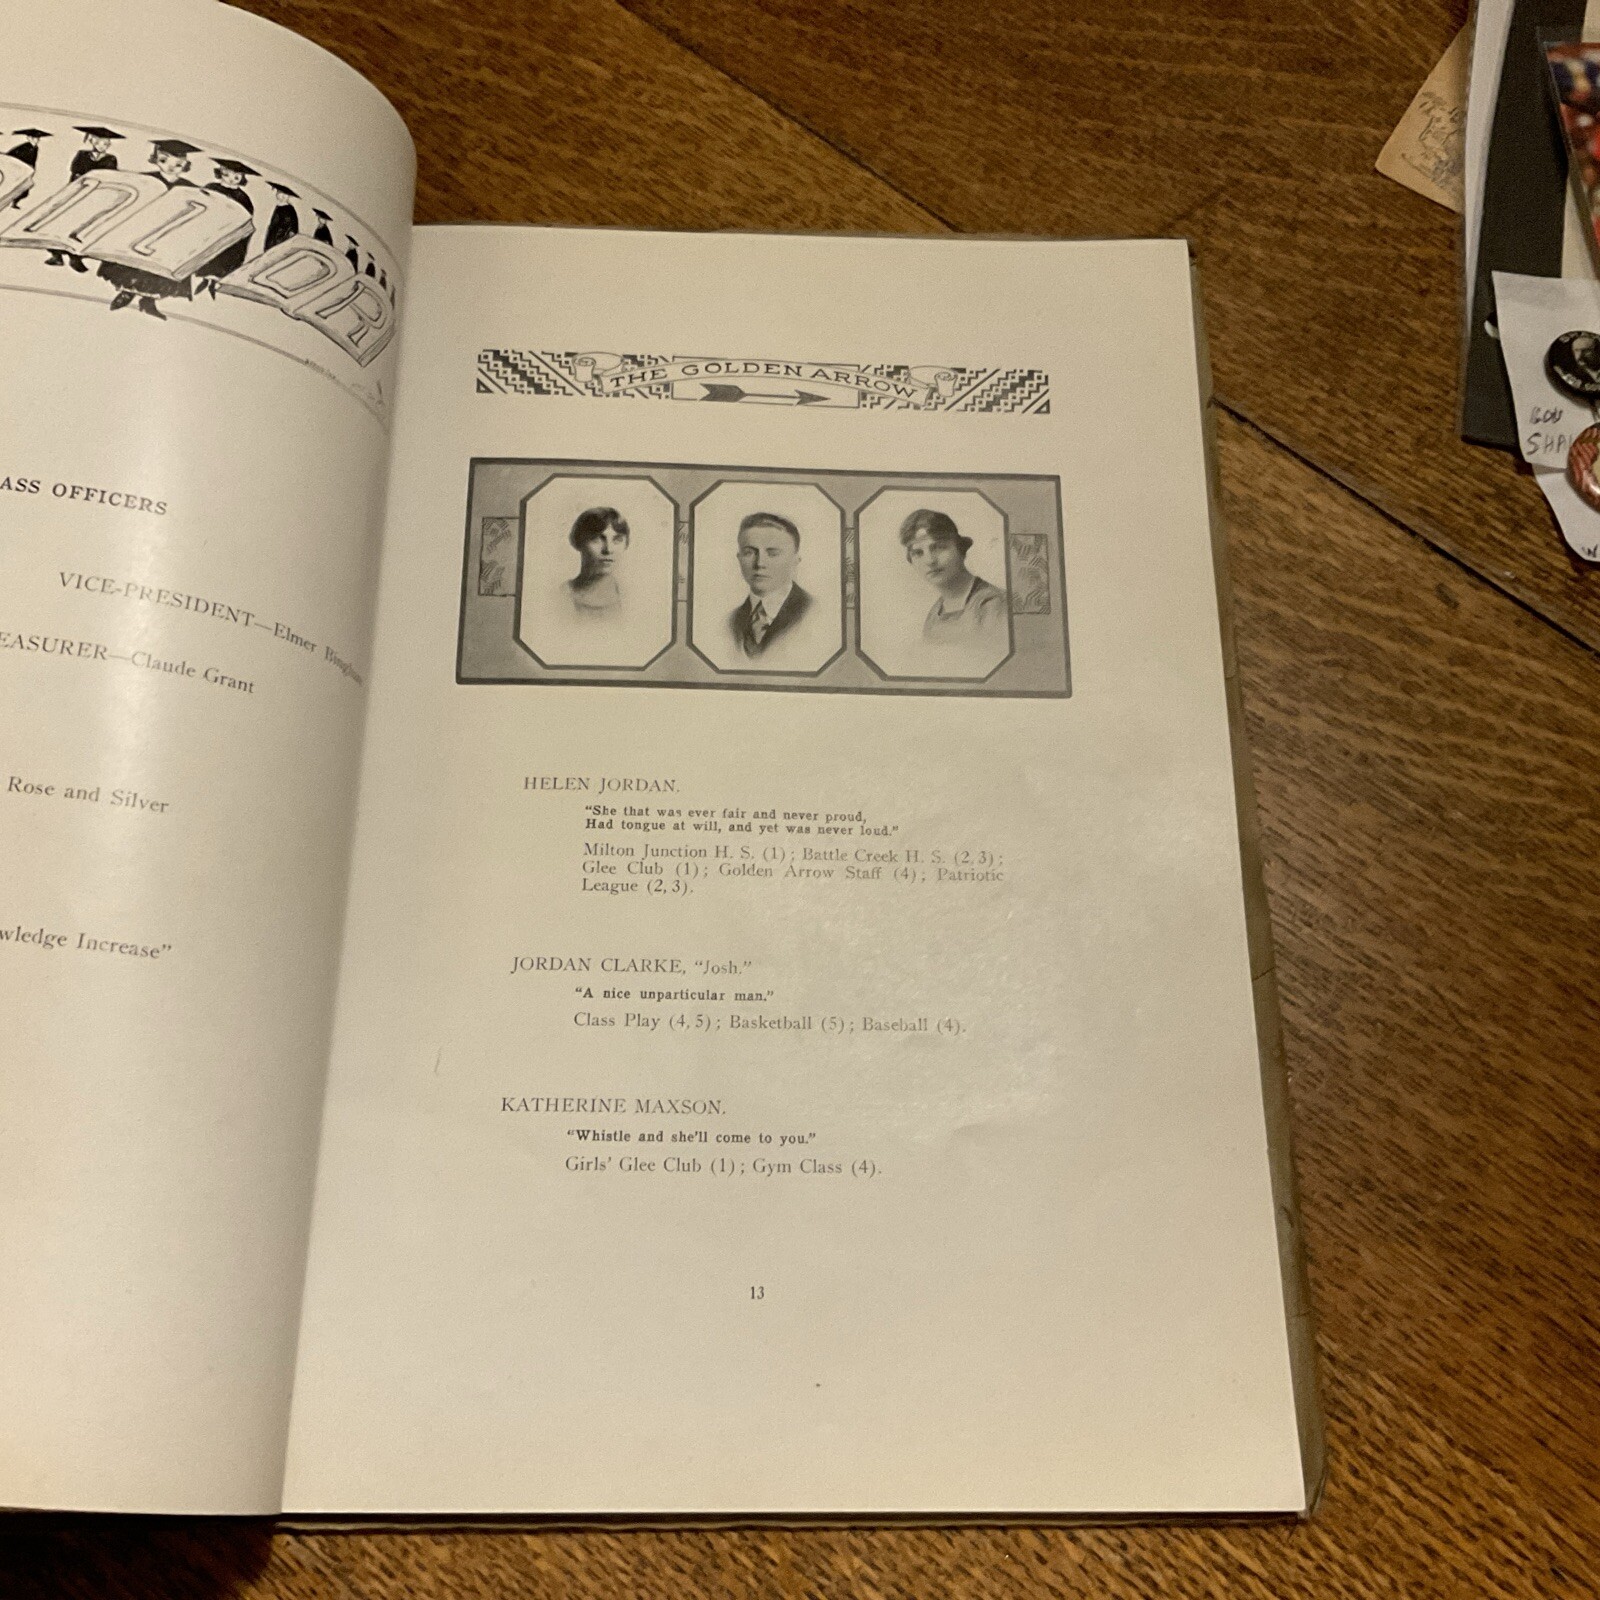 NIOR
ASS OFFICERS
VICE-PRESIDENT—Elmer
EASURER—Claude Grant
Rose and Silver
wledge Increase”
THE GOLDEN ARROW
HELEN JORDAN.
“She that was ever fair and never proud,
Had tongue at will, and yet was never loud.”
Milton Junction H. S. (1); Battle Creek H. S. (2, 3);
Glee Club (1); Golden Arrow Staff (4); Patriotic
League (2, 3).
JORDAN CLARKE, “Josh.”
“A nice unparticular man.”
Class Play (4, 5); Basketball (5); Baseball (4).
KATHERINE MAXSON.
“Whistle and she’ll come to you.”
Girls’ Glee Club (1); Gym Class (4).
13